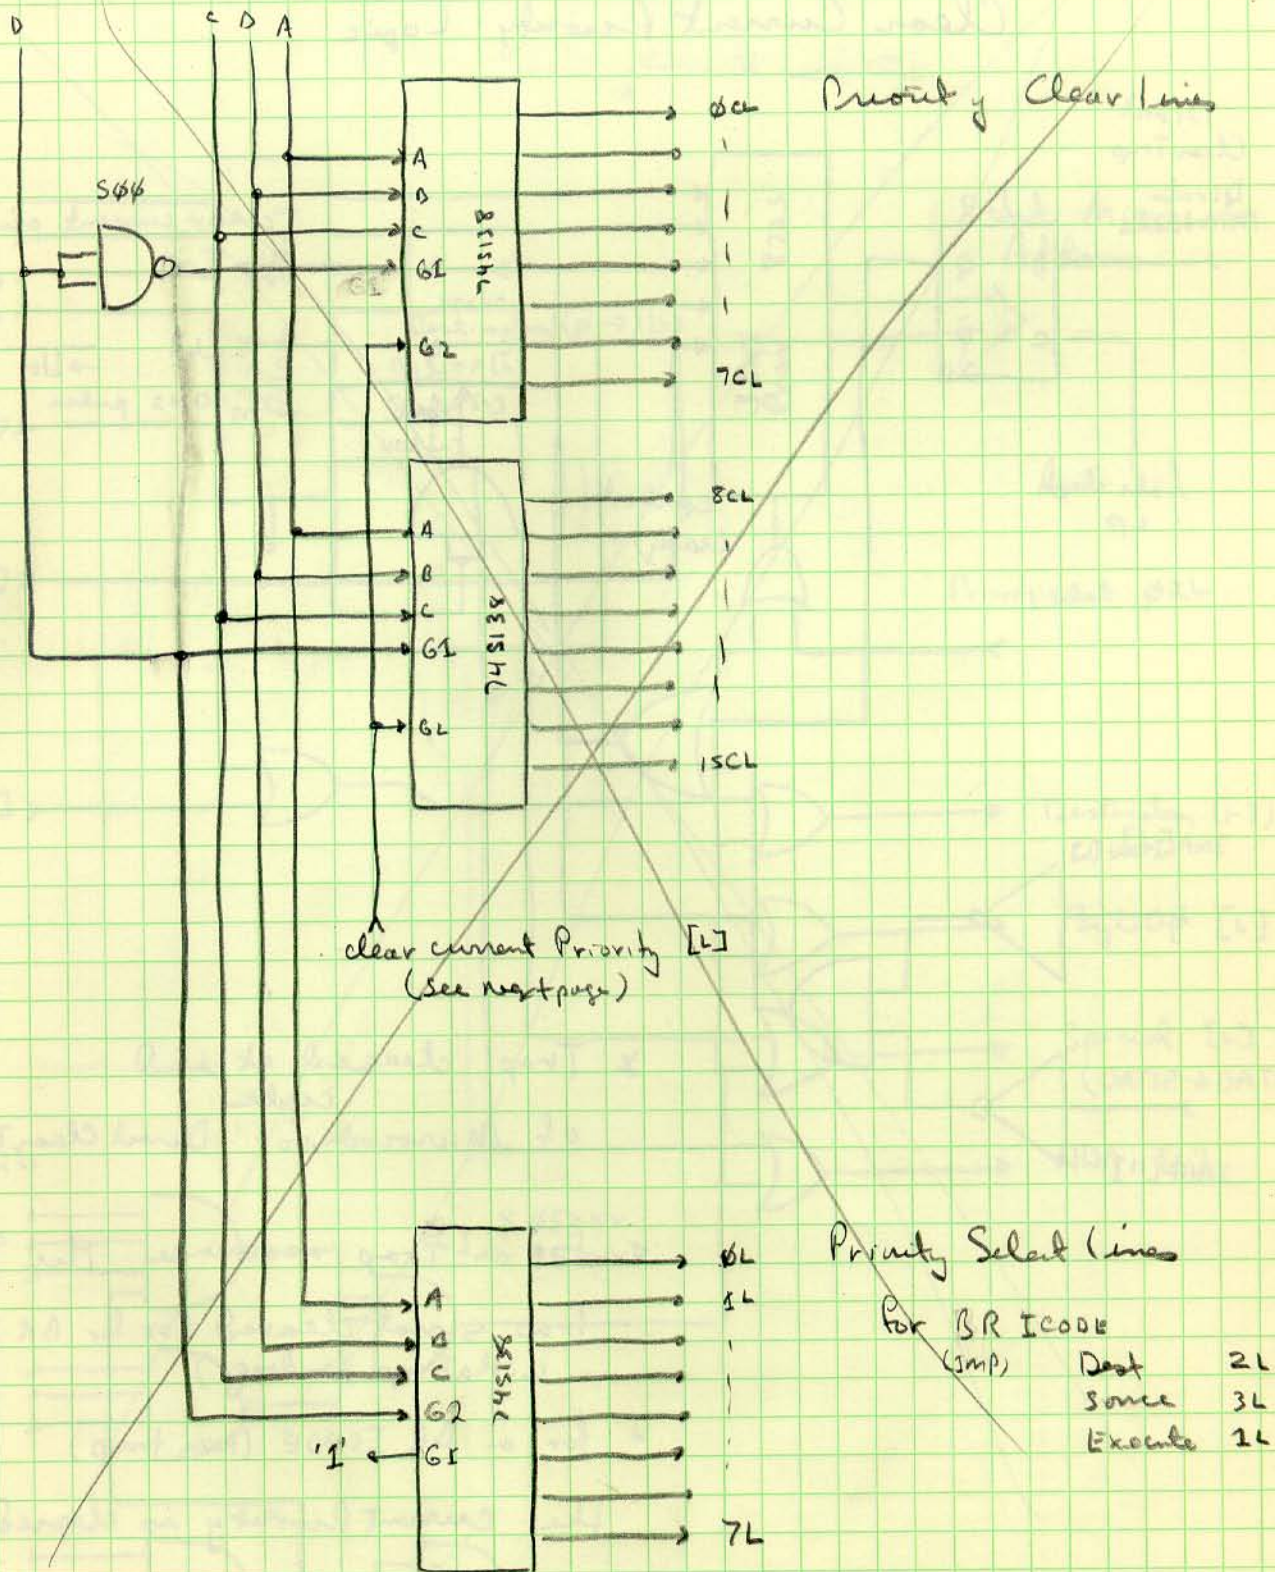 D C B A
Priority Clear lines
0CL
S00
A
B
C
G1
G2
74S138
7CL
8CL
A
B
C
G1
G2
74S138
15CL
clear current Priority [L]
(see next page)
Priority Select lines
0L
1L
A
B
C
G2
'1' G1
74S138
7L
for BR ICODE
(JMP) Dest 2L
Source 3L
Execute 1L